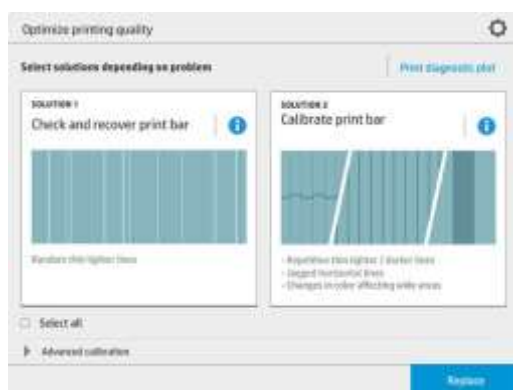 Optimize printing quality
Select solutions depending on problem
Print diagnostic plot
SOLUTION 1
Check and recover print bar
SOLUTION 2
Calibrate print bar
Random thin lighter lines
- Repetitive thin lighter / darker lines
- Jagged horizontal lines
- Changes in color affecting wide areas
Select all
Advanced calibration
Replace